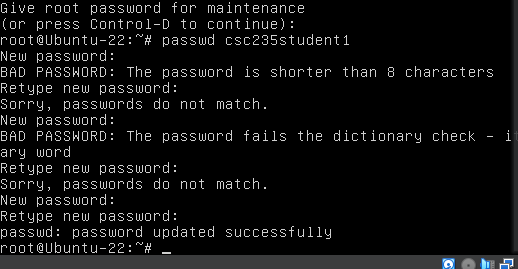 Give root password for maintenance
(or press Control-D to continue):
root@Ubuntu-22:~# passwd csc235student1
New password:
BAD PASSWORD: The password is shorter than 8 characters
Retype new password:
Sorry, passwords do not match.
New password:
BAD PASSWORD: The password fails the dictionary check - i
ary word
Retype new password:
Sorry, passwords do not match.
New password:
Retype new password:
passwd: password updated successfully
root@Ubuntu-22:~# _